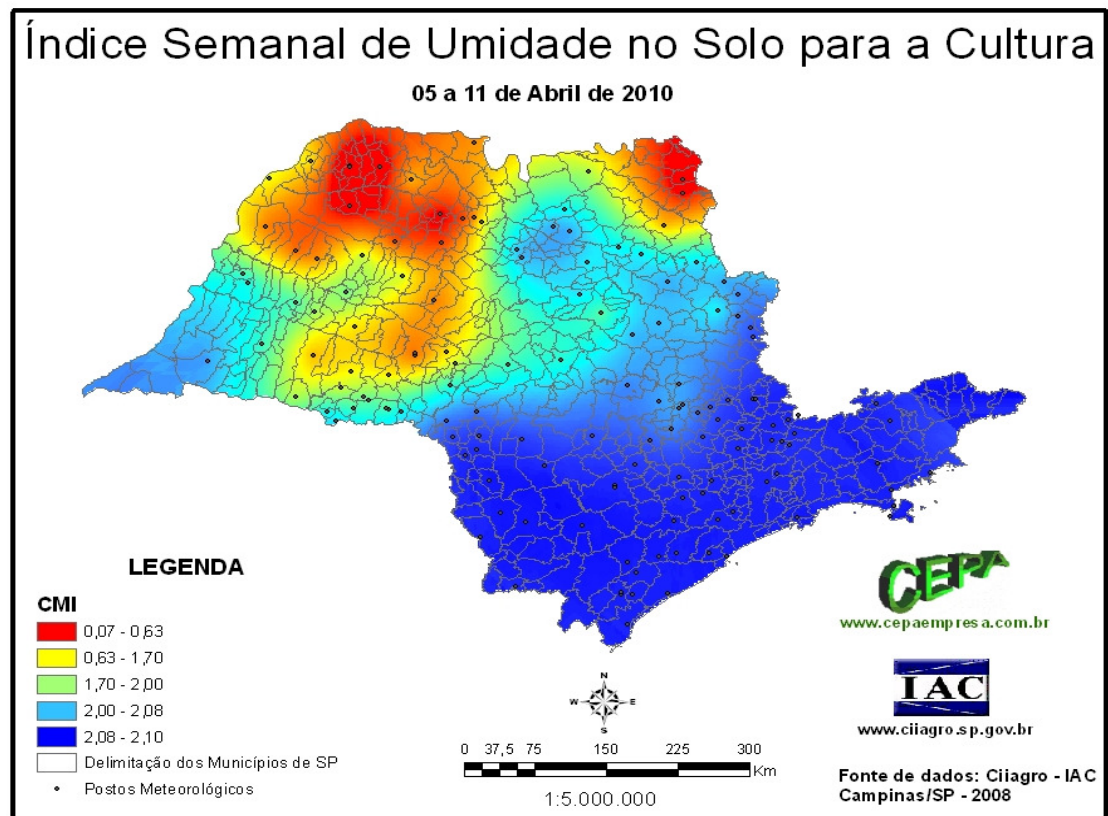 Índice Semanal de Umidade no Solo para a Cultura
05 a 11 de Abril de 2010
LEGENDA
CMI
0,07 - 0,63
0,63 - 1,70
1,70 - 2,00
2,00 - 2,08
2,08 - 2,10
Delimitação dos Municípios de SP
Postos Meteorológicos
N
W E
S
0 37,5 75 150 225 300
Km
1:5.000.000
CEPA
www.cepaempresa.com.br
IAC
www.ciiagro.sp.gov.br
Fonte de dados: Ciiagro - IAC
Campinas/SP - 2008